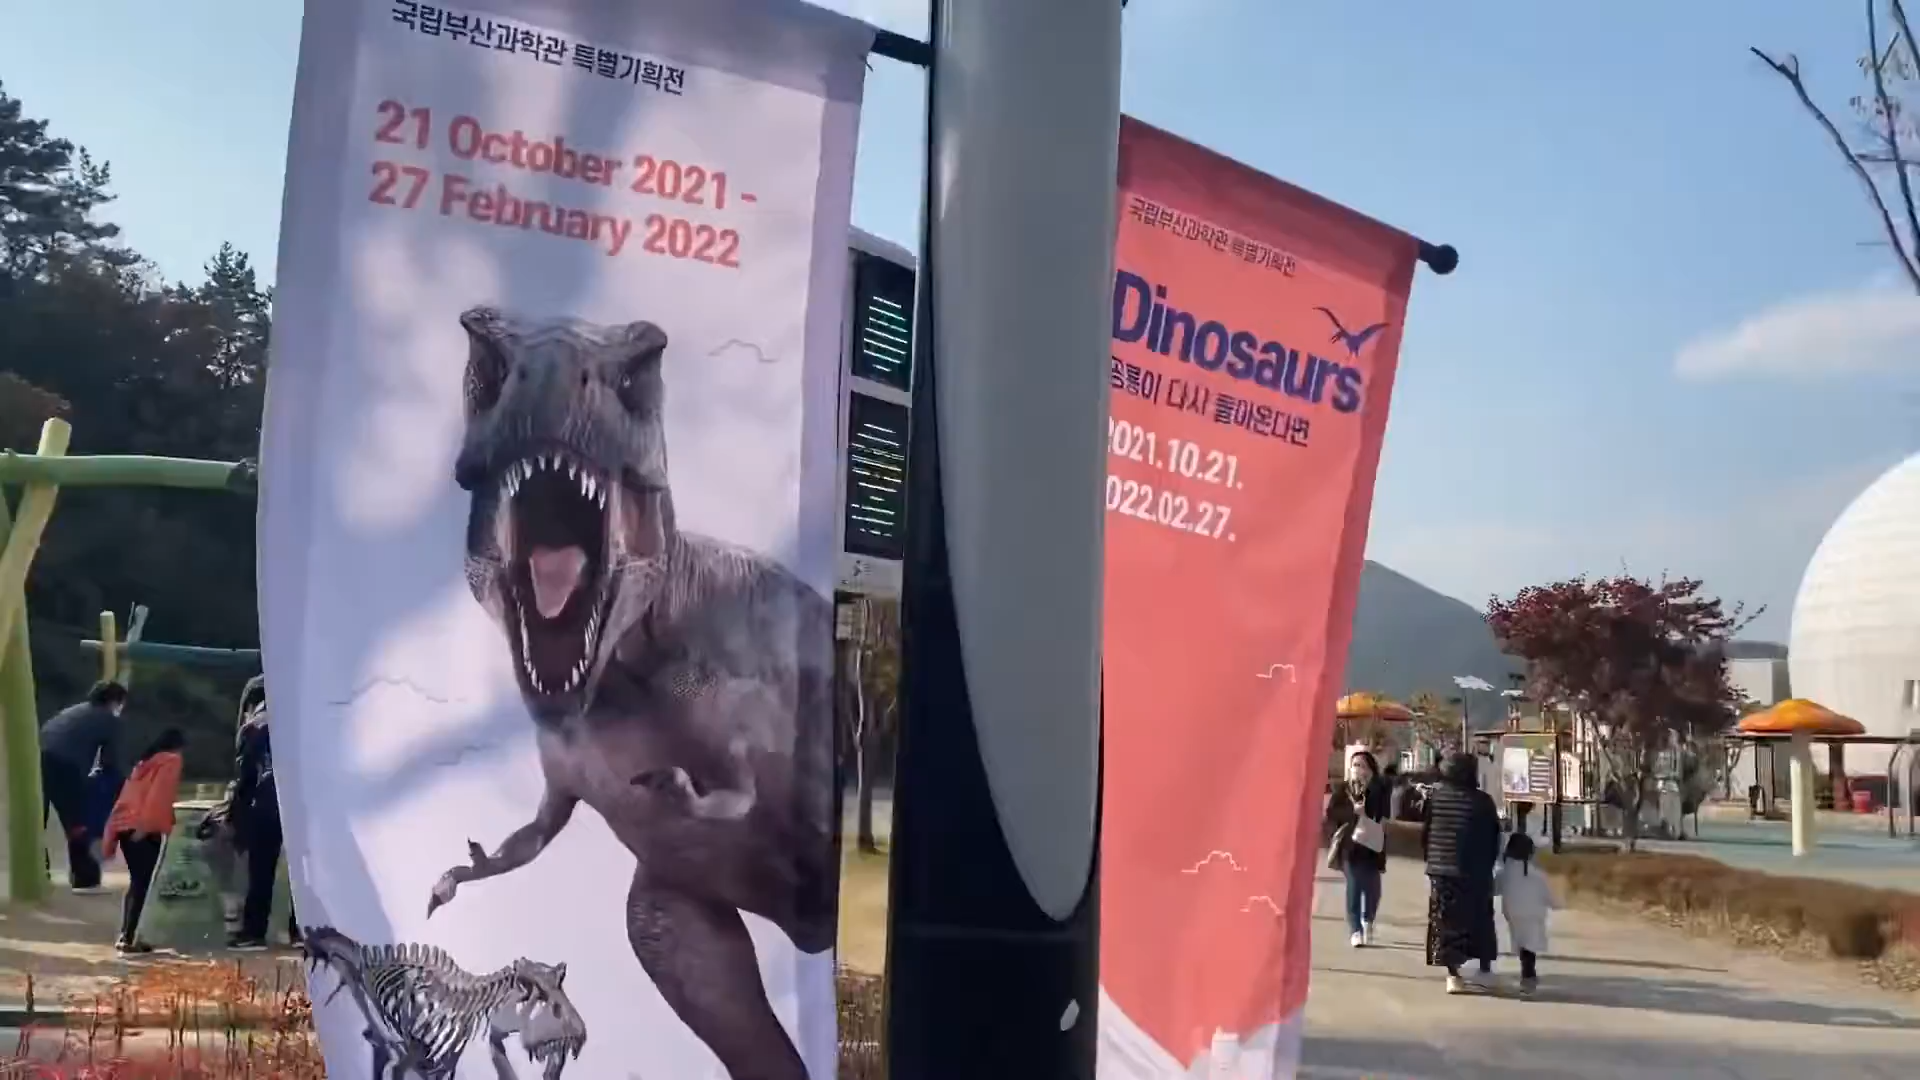 국립부산과학관 특별기획전
21 October 2021 -
27 February 2022
국립부산과학관 특별기획전
Dinosaurs
공룡이 다시 돌아온다면
2021.10.21.
2022.02.27.